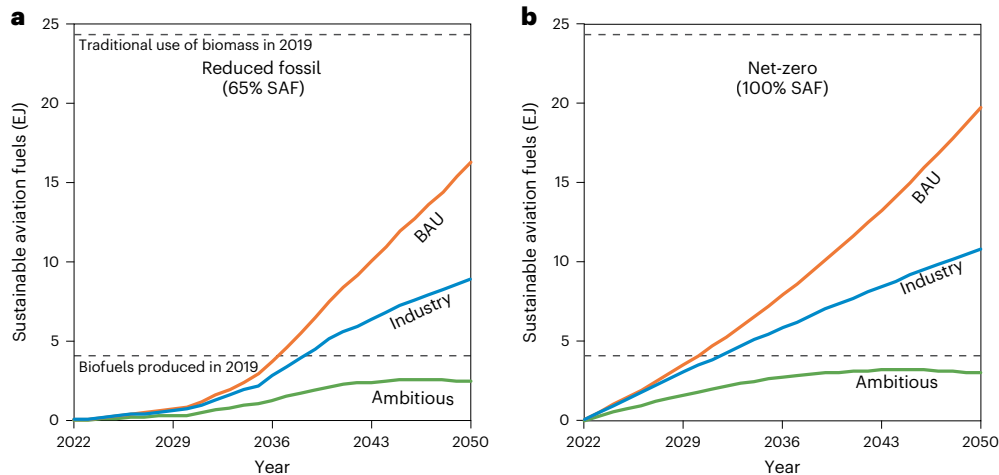 a
25
20
15
10
5
0
Sustainable aviation fuels (EJ)
Traditional use of biomass in 2019
Reduced fossil
(65% SAF)
BAU
Industry
Biofuels produced in 2019
Ambitious
2022
2029
2036
2043
2050
Year
b
25
20
15
10
5
0
Sustainable aviation fuels (EJ)
Net-zero
(100% SAF)
BAU
Industry
Ambitious
2022
2029
2036
2043
2050
Year